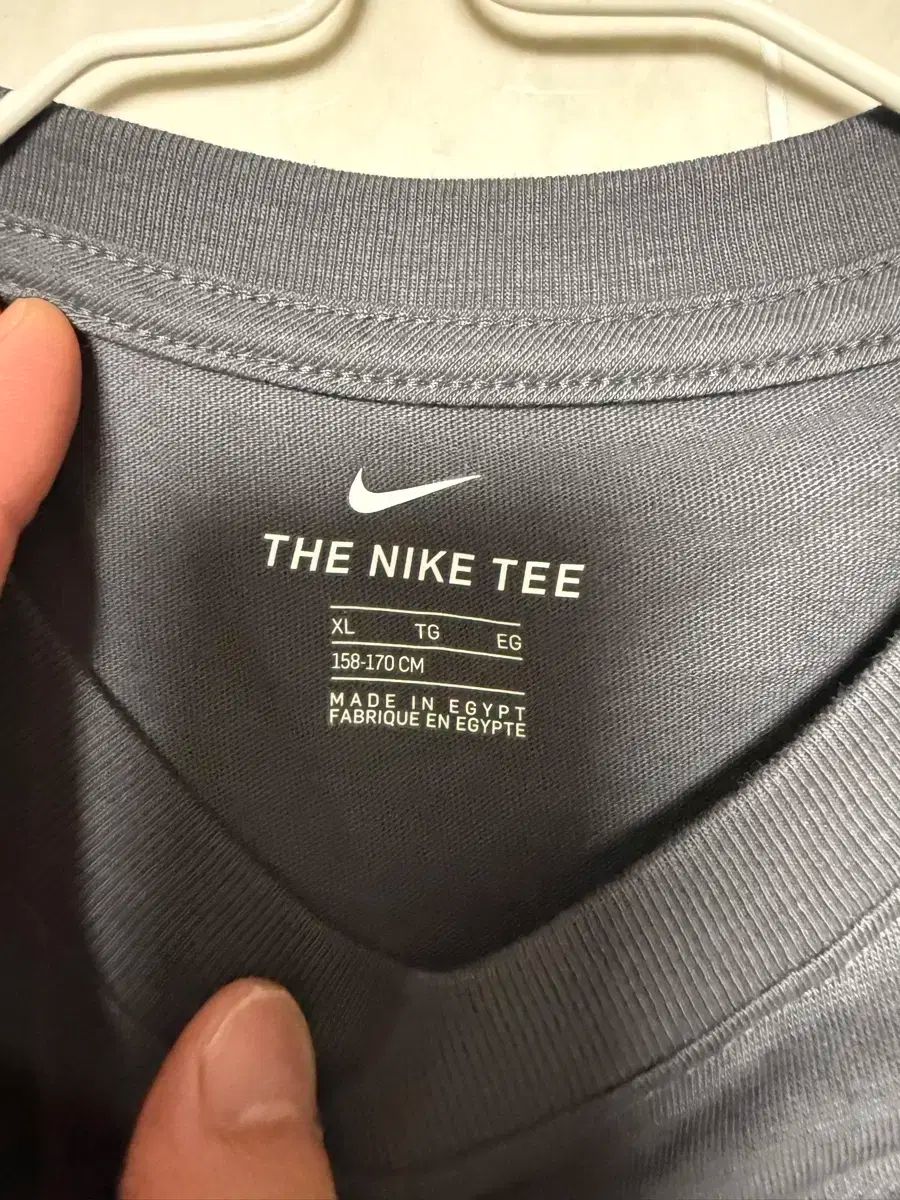 THE NIKE TEE
XL TG EG
158-170 CM
MADE IN EGYPT
FABRIQUE EN EGYPTE